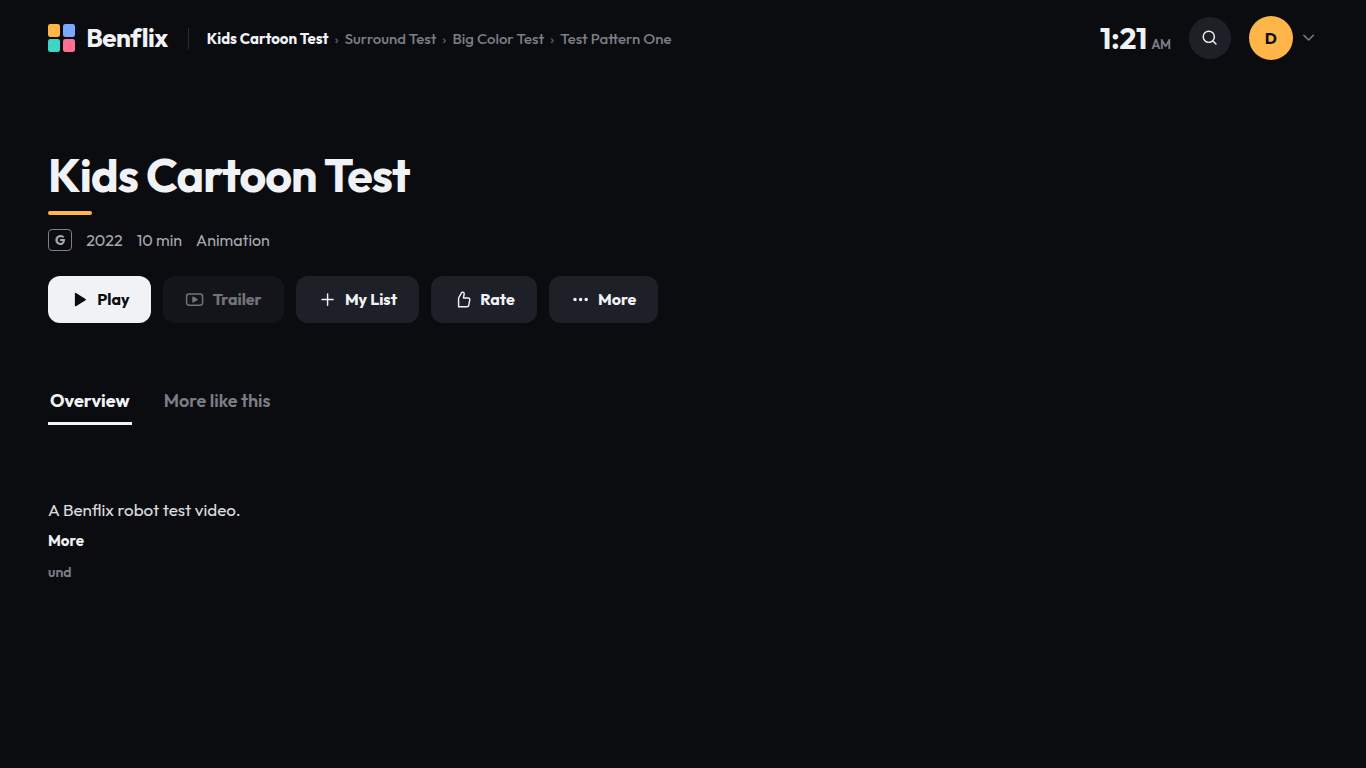 Benflix
Kids Cartoon Test › Surround Test › Big Color Test › Test Pattern One
1:21 AM
D
Kids Cartoon Test
G 2022 10 min Animation
Play
Trailer
My List
Rate
More
Overview
More like this
A Benflix robot test video.
More
und